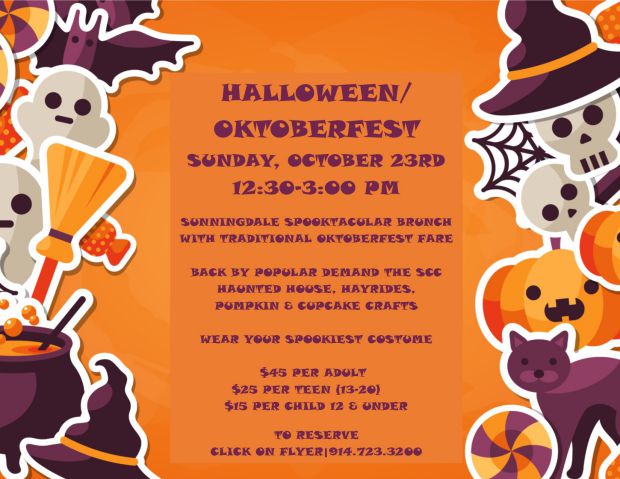 HALLOWEEN/
OKTOBERFEST
SUNDAY, OCTOBER 23RD
12:30-3:00 PM
SUNNINGDALE SPOOKTACULAR BRUNCH
WITH TRADITIONAL OKTOBERFEST FARE
BACK BY POPULAR DEMAND THE SCC
HAUNTED HOUSE, HAYRIDES,
PUMPKIN & CUPCAKE CRAFTS
WEAR YOUR SPOOKIEST COSTUME
$45 PER ADULT
$25 PER TEEN (13-20)
$15 PER CHILD 12 & UNDER
TO RESERVE
CLICK ON FLYER|914.723.3200